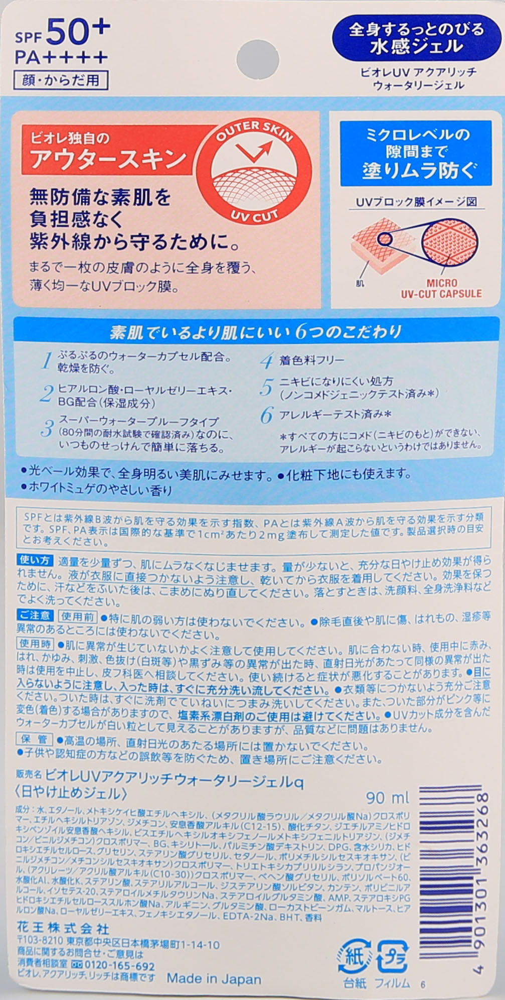 SPF50+
PA++++
顔・からだ用
全身するっとのびる
水感ジェル
ビオレUV アクアリッチ
ウォータリージェル
ビオレ独自の
アウタースキン
OUTER SKIN
UV CUT
無防備な素肌を
負担感なく
紫外線から守るために。
まるで一枚の皮膚のように全身を覆う、
薄く均一なUVブロック膜。
ミクロレベルの
隙間まで
塗りムラ防ぐ
UVブロック膜イメージ図
肌
MICRO
UV-CUT CAPSULE
素肌でいるより肌にいい 6つのこだわり
1 ぷるぷるのウォーターカプセル配合。
乾燥を防ぐ。
2 ヒアルロン酸・ローヤルゼリーエキス・
BG配合(保湿成分)
3 スーパーウォータープルーフタイプ
(80分間の耐水試験で確認済み)なのに、
いつものせっけんで簡単に落ちる。
4 着色料フリー
5 ニキビになりにくい処方
(ノンコメドジェニックテスト済み*)
6 アレルギーテスト済み*
*すべての方にコメド(ニキビのもと)ができない、
アレルギーが起こらないというわけではありません。
●光ベール効果で、全身明るい美肌にみせます。●化粧下地にも使えます。
●ホワイトミュゲのやさしい香り
SPFとは紫外線B波から肌を守る効果を示す指数、PAとは紫外線A波から肌を守る効果を示す分類
です。SPF、PA表示は国際的な基準で1cm²あたり2mg塗布して測定した値です。製品選択時の目安
とお考えください。
使い方 適量を少量ずつ、肌にムラなくなじませます。量が少ないと、充分な日やけ止め効果が得ら
れません。液が衣服に直接つかないよう注意し、乾いてから衣服を着用してください。効果を保つ
ために、汗などをふいた後は、こまめにぬり直してください。落とすときは、洗顔料、全身洗浄料など
でよく洗ってください。
ご注意 使用前 ●特に肌の弱い方は使わないでください。●除毛直後や肌に傷、はれもの、湿疹等
異常のあるところには使わないでください。
使用時 ●肌に異常が生じていないかよく注意して使用してください。肌に合わない時、使用中に赤み、
はれ、かゆみ、刺激、色抜け(白斑等)や黒ずみ等の異常が出た時、直射日光があたって同様の異常が出た
時は使用を中止し、皮フ科医へ相談してください。使い続けると症状が悪化することがあります。●目に
入らないように注意し、入った時は、すぐに充分洗い流してください。●衣類等につかないよう充分ご注意
ください。ついた時は、すぐに洗剤でていねいにつまみ洗いしてください。また、ついた部分がピンク等に
変色(着色)する場合がありますので、塩素系漂白剤のご使用は避けてください。●UVカット成分を含んだ
ウォーターカプセルが白い粒として見えることがありますが、品質などに問題はありません。
保 管 ●高温の場所、直射日光のあたる場所には置かないでください。
●子供や認知症の方などの誤飲等を防ぐため、置き場所にご注意ください。
販売名 ビオレUVアクアリッチウォータリージェルq
〈日やけ止めジェル〉
90 ml
成分：水、エタノール、メトキシケイヒ酸エチルヘキシル、(メタクリル酸ラウリル/メタクリル酸Na)クロスポリ
マー、エチルヘキシルトリアゾン、ジメチコン、安息香酸アルキル(C12-15)、酸化チタン、ジエチルアミノヒドロ
キシベンゾイル安息香酸ヘキシル、ビスエチルヘキシルオキシフェノールメトキシフェニルトリアジン、(ジメチ
コン/ビニルジメチコン)クロスポリマー、BG、キシリトール、パルミチン酸デキストリン、DPG、含水シリカ、ヒド
ロキシエチルセルロース、グリセリン、ステアリン酸グリセリル、セタノール、ポリメチルシルセスキオキサン、(ビ
ニルジメチコン/メチコンシルセスキオキサン)クロスポリマー、トリエトキシカプリリルシラン、プロパンジオー
ル、(アクリレーツ/アクリル酸アルキル(C10-30))クロスポリマー、ベヘン酸グリセリル、ポリソルベート60、
水酸化Al、水酸化K、ステアリン酸、ステアリルアルコール、ジステアリン酸ソルビタン、カンテン、ポリビニルア
ルコール、イソセテス-20、ステアロイルメチルタウリンNa、ステアロイルグルタミン酸、AMP、ステアロキシPG
ヒドロキシエチルセルローススルホン酸Na、アルギニン、グルタミン酸、ローカストビーンガム、マルトース、ヒア
ルロン酸Na、ローヤルゼリーエキス、フェノキシエタノール、EDTA-2Na、BHT、香料
花王株式会社
〒103-8210 東京都中央区日本橋茅場町1-14-10
商品に関するお問合せ・ご意見は
消費者相談室 0120-165-692
ビオレ、アクアリッチ、リッチは商標です Made in Japan
紙
台紙
プラ
フィルム
6
4 901301 363268